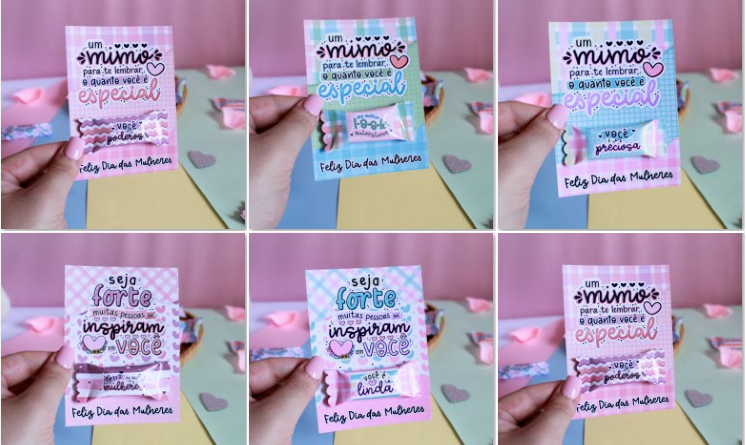 um
mimo
para te lembrar,
o quanto você é
especial
você
poderosa
Feliz Dia das Mulheres
um
mimo
para te lembrar,
o quanto você é
especial
look
Feliz Dia das Mulheres
um
mimo
para te lembrar,
o quanto você é
especial
você
preciosa
Feliz Dia das Mulheres
seja
forte
muitas pessoas se
inspiram
em você
mulhere
Feliz Dia das Mulheres
seja
forte
muitas pessoas se
inspiram
em você
você é
linda
Feliz Dia das Mulheres
um
mimo
para te lembrar,
o quanto você é
especial
você
poderosa
Feliz Dia das Mulheres